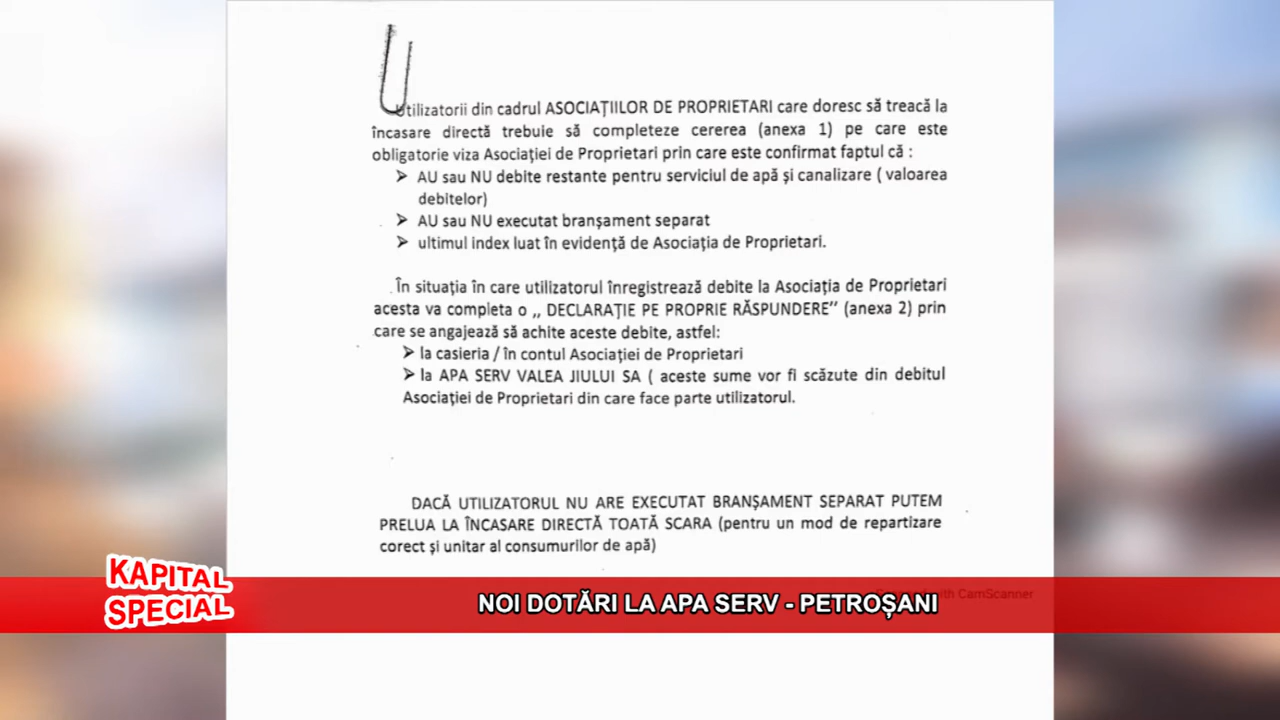 Utilizatorii din cadrul ASOCIAȚIILOR DE PROPRIETARI care doresc să treacă la
încasare directă trebuie să completeze cererea (anexa 1) pe care este
obligatorie viza Asociației de Proprietari prin care este confirmat faptul că :
➢ AU sau NU debite restante pentru serviciul de apă și canalizare ( valoarea
debitelor)
➢ AU sau NU executat branșament separat
➢ ultimul index luat în evidență de Asociația de Proprietari.
În situația în care utilizatorul înregistrează debite la Asociația de Proprietari
acesta va completa o ,, DECLARAȚIE PE PROPRIE RĂSPUNDERE'' (anexa 2) prin
care se angajează să achite aceste debite, astfel:
➢ la casieria / în contul Asociației de Proprietari
➢ la APA SERV VALEA JIULUI SA ( aceste sume vor fi scăzute din debitul
Asociației de Proprietari din care face parte utilizatorul.
DACĂ UTILIZATORUL NU ARE EXECUTAT BRANȘAMENT SEPARAT PUTEM
PRELUA LA ÎNCASARE DIRECTĂ TOATĂ SCARA (pentru un mod de repartizare
corect și unitar al consumurilor de apă)
with CamScanner
KAPITAL
SPECIAL
NOI DOTĂRI LA APA SERV - PETROȘANI